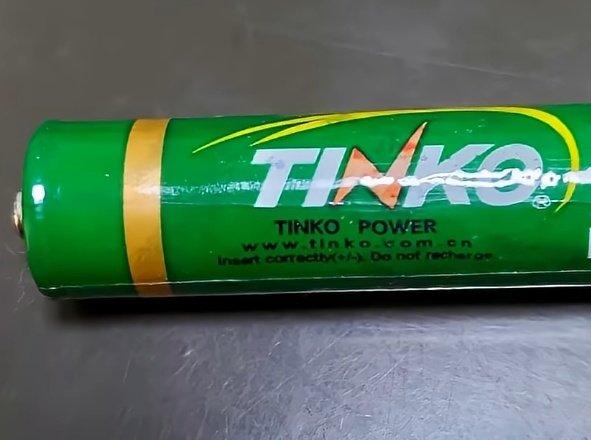 TINKO®
TINKO POWER
www.tinko.com.cn
Insert correctly(+/-). Do not recharge